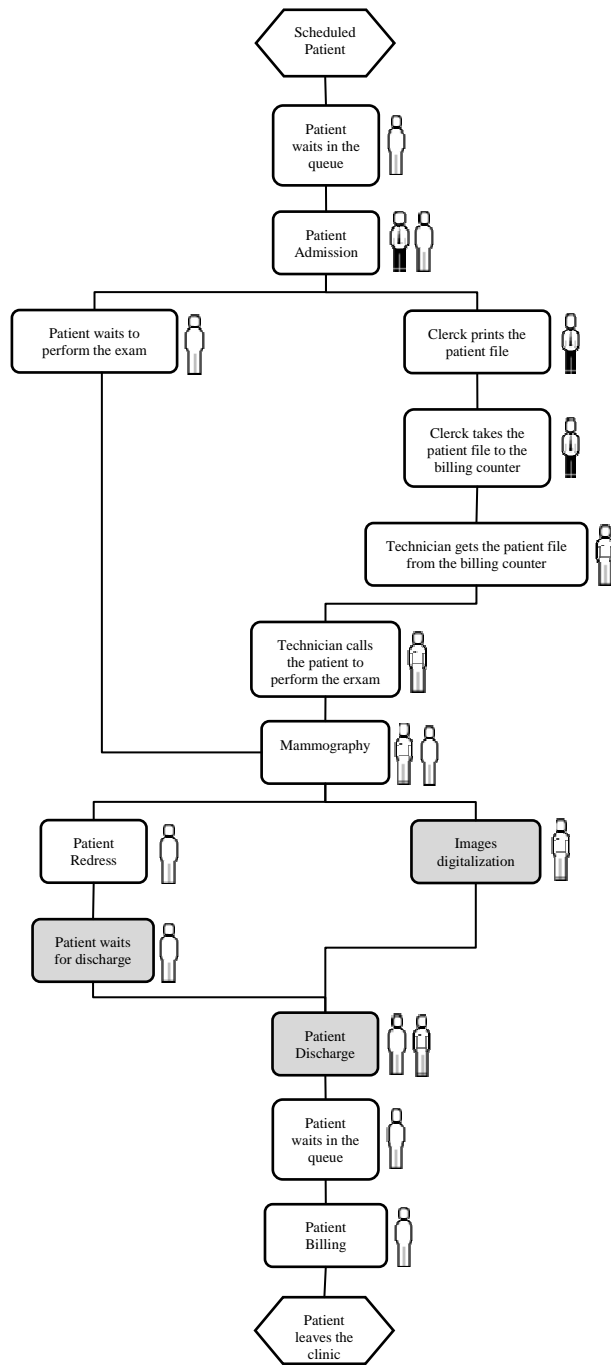 Scheduled
Patient
Patient
waits in the
queue
Patient
Admission
Patient waits to
perform the exam
Clerck prints the
patient file
Clerck takes the
patient file to the
billing counter
Technician gets the patient file
from the billing counter
Technician calls
the patient to
perform the erxam
Mammography
Patient
Redress
Images
digitalization
Patient waits
for discharge
Patient
Discharge
Patient
waits in the
queue
Patient
Billing
Patient
leaves the
clinic